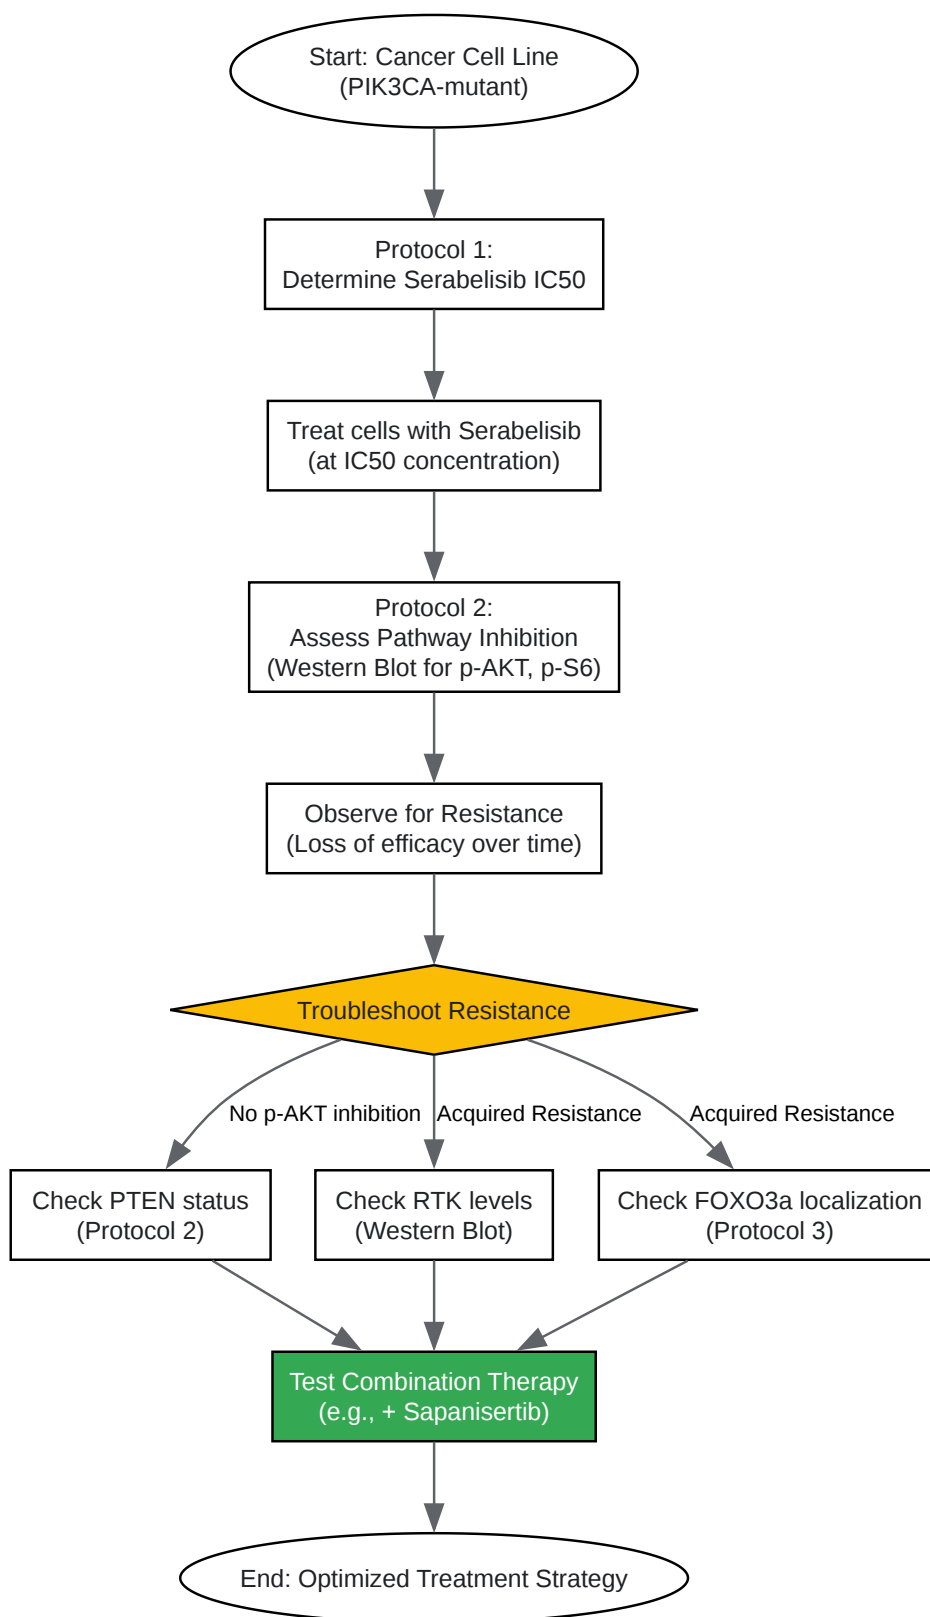 Start: Cancer Cell Line
(PIK3CA-mutant)
Protocol 1:
Determine Serabelisib IC50
Treat cells with Serabelisib
(at IC50 concentration)
Protocol 2:
Assess Pathway Inhibition
(Western Blot for p-AKT, p-S6)
Observe for Resistance
(Loss of efficacy over time)
Troubleshoot Resistance
No p-AKT inhibition
Acquired Resistance
Acquired Resistance
Check PTEN status
(Protocol 2)
Check RTK levels
(Western Blot)
Check FOXO3a localization
(Protocol 3)
Test Combination Therapy
(e.g., + Sapanisertib)
End: Optimized Treatment Strategy